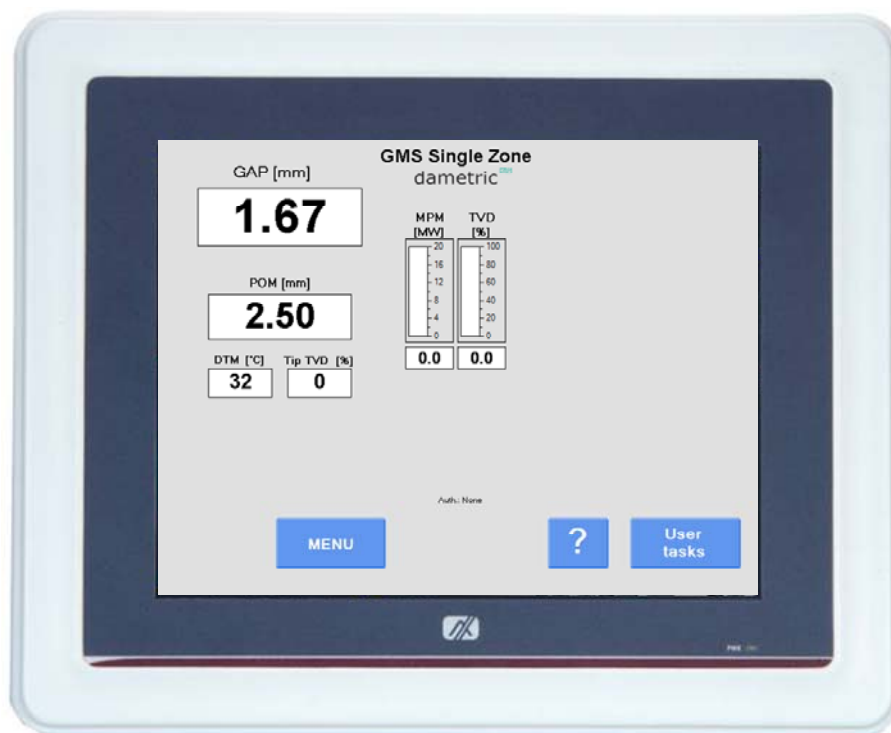 GMS Single Zone
dametric
GAP [mm]
1.67
POM [mm]
2.50
DTM [°C]
32
Tip TVD [%]
0
MPM
[MW]
20
16
12
8
4
0
0.0
TVD
[%]
100
80
60
40
20
0
0.0
Auth.: None
MENU
?
User
tasks